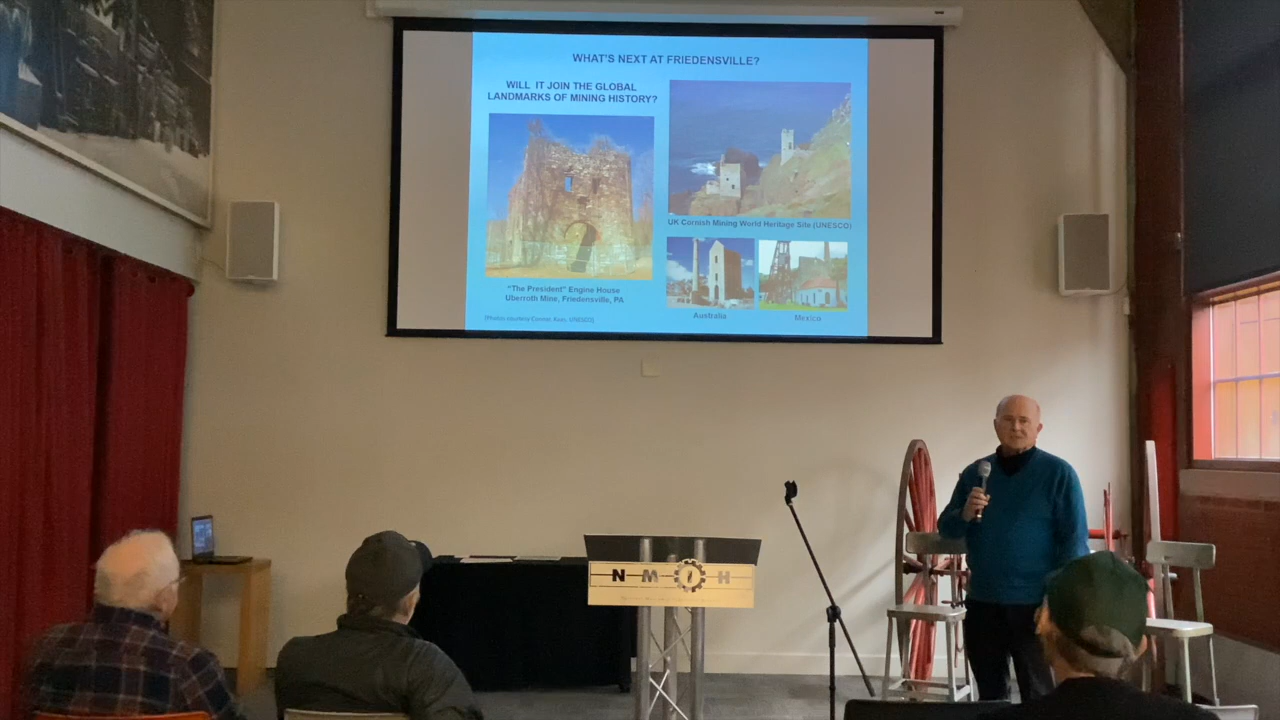 WHAT'S NEXT AT FRIEDENSVILLE?
WILL IT JOIN THE GLOBAL
LANDMARKS OF MINING HISTORY?
UK Cornish Mining World Heritage Site (UNESCO)
"The President" Engine House
Uberroth Mine, Friedensville, PA
Australia
Mexico
N M I H